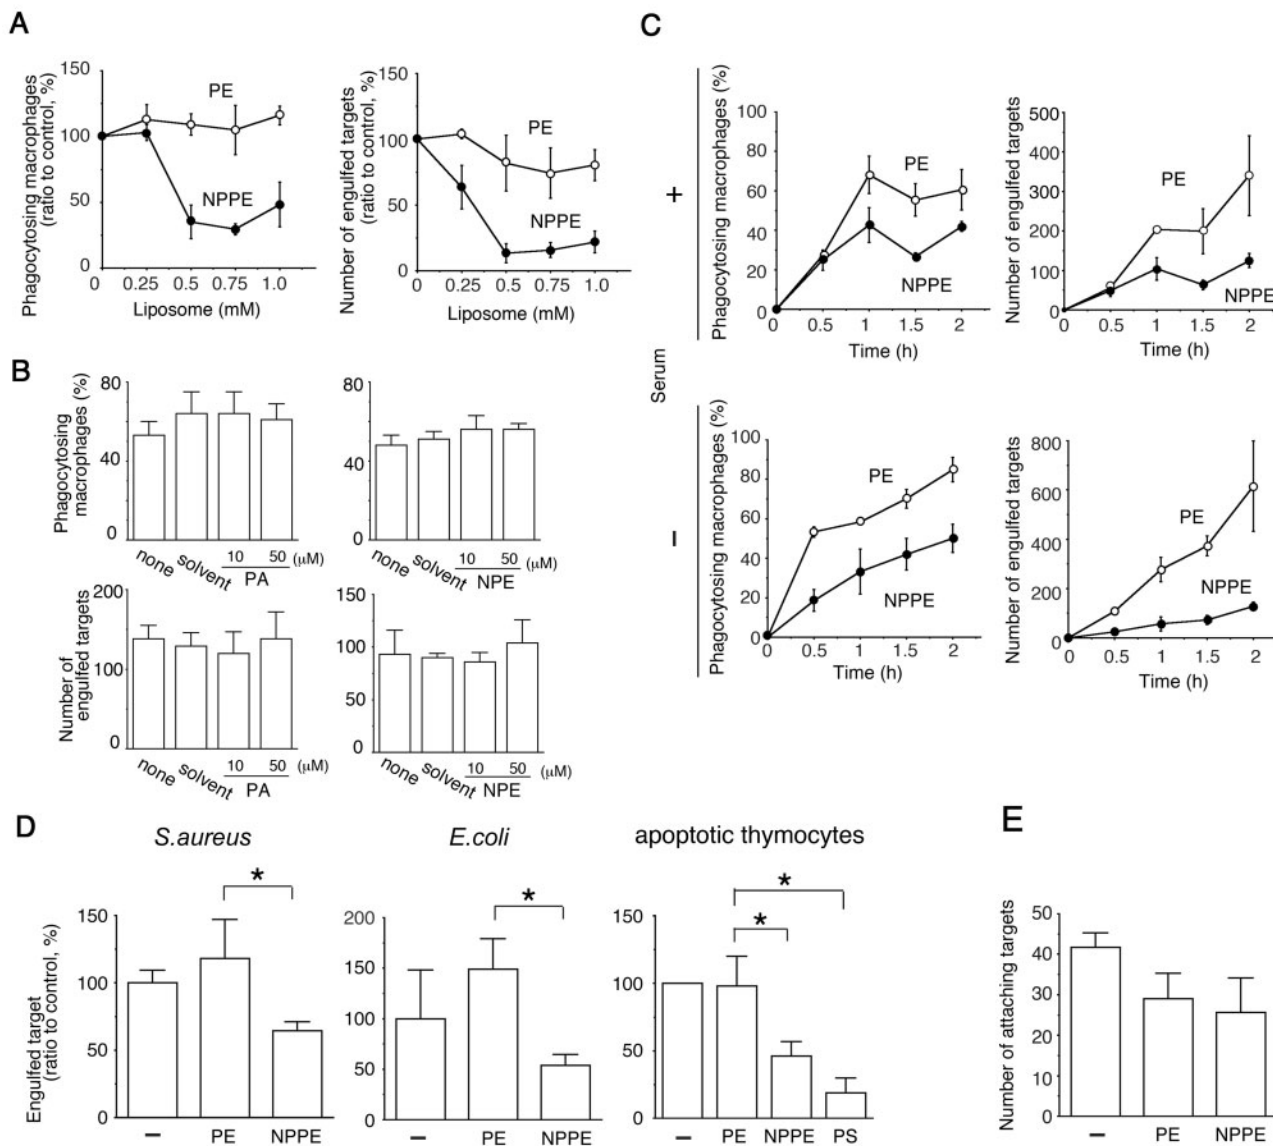 A
Phagocytosing macrophages
(ratio to control, %)
150
100
50
0
PE
NPPE
0 0.25 0.5 0.75 1.0
Liposome (mM)
Number of engulfed targets
(ratio to control, %)
150
100
50
0
PE
NPPE
0 0.25 0.5 0.75 1.0
Liposome (mM)
B
Phagocytosing
macrophages (%)
80
40
0
none solvent 10 50 (μM)
PA
80
40
0
none solvent 10 50 (μM)
NPE
Number of
engulfed targets
200
100
0
none solvent 10 50 (μM)
PA
150
100
50
0
none solvent 10 50 (μM)
NPE
C
Serum
+
Phagocytosing macrophages (%)
100
80
60
40
20
0
PE
NPPE
0 0.5 1 1.5 2
Time (h)
Number of engulfed targets
500
400
300
200
100
0
PE
NPPE
0 0.5 1 1.5 2
Time (h)
–
Phagocytosing macrophages (%)
100
80
60
40
20
0
PE
NPPE
0 0.5 1 1.5 2
Time (h)
Number of engulfed targets
800
600
400
200
0
PE
NPPE
0 0.5 1 1.5 2
Time (h)
D
Engulfed target
(ratio to control, %)
S.aureus
*
150
100
50
0
– PE NPPE
E.coli
*
200
150
100
50
0
– PE NPPE
apoptotic thymocytes
*
*
150
100
50
0
– PE NPPE PS
E
Number of attaching targets
50
40
30
20
10
0
– PE NPPE